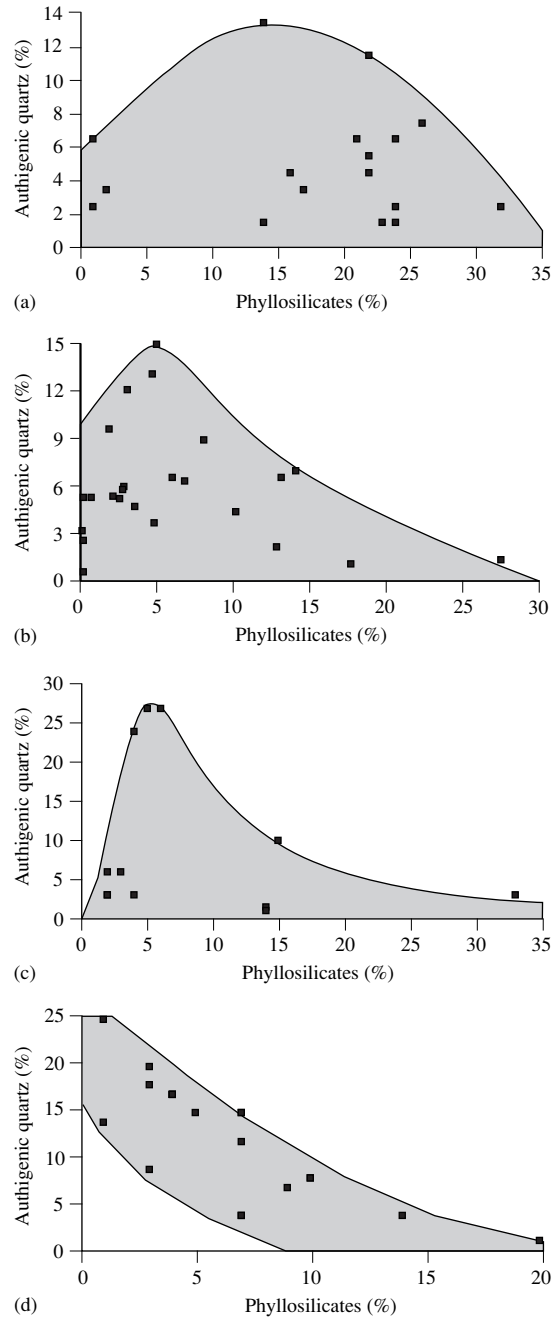 14
12
10
8
6
4
2
0
Authigenic quartz (%)
0 5 10 15 20 25 30 35
(a) Phyllosilicates (%)
15
12
9
6
3
0
Authigenic quartz (%)
0 5 10 15 20 25 30
Phyllosilicates (%)
(b)
30
25
20
15
10
5
0
Authigenic quartz (%)
0 5 10 15 20 25 30 35
(c) Phyllosilicates (%)
25
20
15
10
5
0
Authigenic quartz (%)
0 5 10 15 20
(d) Phyllosilicates (%)